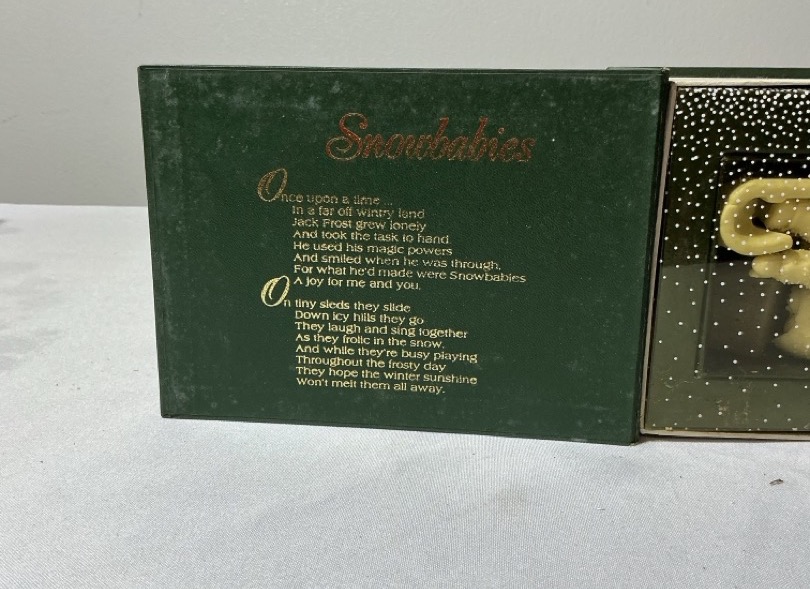 Snowbabies
Once upon a time ...
In a far off wintry land
Jack Frost grew lonely
And took the task to hand.
He used his magic powers
And smiled when he was through,
For what he'd made were Snowbabies
A joy for me and you.
On tiny sleds they slide
Down icy hills they go
They laugh and sing together
As they frolic in the snow.
And while they're busy playing
Throughout the frosty day
They hope the winter sunshine
Won't melt them all away.